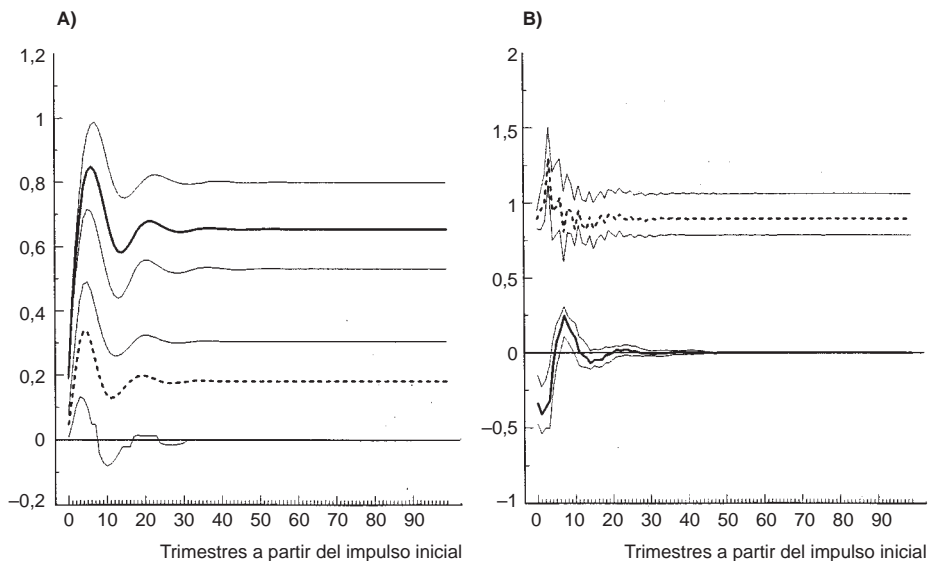 A)
1,2
1
0,8
0,6
0,4
0,2
0
–0,2
0 10 20 30 40 50 60 70 80 90
Trimestres a partir del impulso inicial
B)
2
1,5
1
0,5
0
–0,5
–1
0 10 20 30 40 50 60 70 80 90
Trimestres a partir del impulso inicial